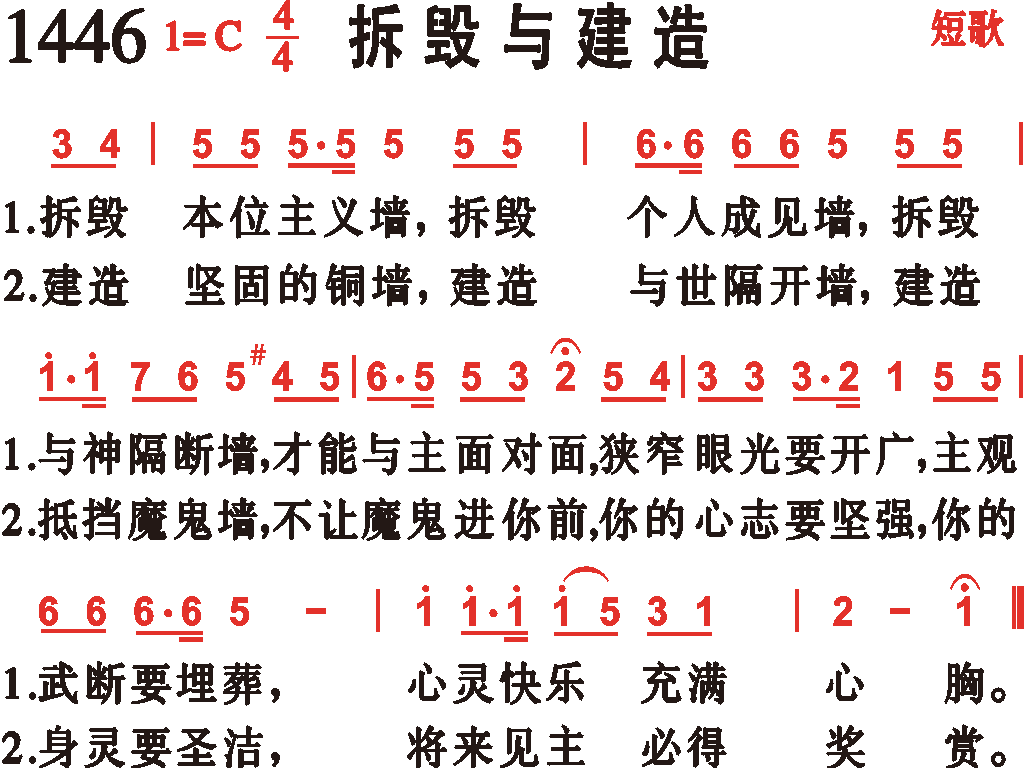 1446 1=C 4/4 拆毁与建造 短歌
3 4 | 5 5 5·5 5 5 5 | 6·6 6 6 5 5 5 |
1.拆毁 本位主义墙，拆毁 个人成见墙，拆毁
2.建造 坚固的铜墙，建造 与世隔开墙，建造
1·1 7 6 5 #4 5 | 6·5 5 3 2 5 4 | 3 3 3·2 1 5 5 |
1.与神隔断墙,才能与主面对面,狭窄眼光要开广,主观
2.抵挡魔鬼墙,不让魔鬼进你前,你的心志要坚强,你的
6 6 6·6 5 － | 1 1·1 1 5 3 1 | 2 － 1
1.武断要埋葬， 心灵快乐 充满 心 胸。
2.身灵要圣洁， 将来见主 必得 奖 赏。